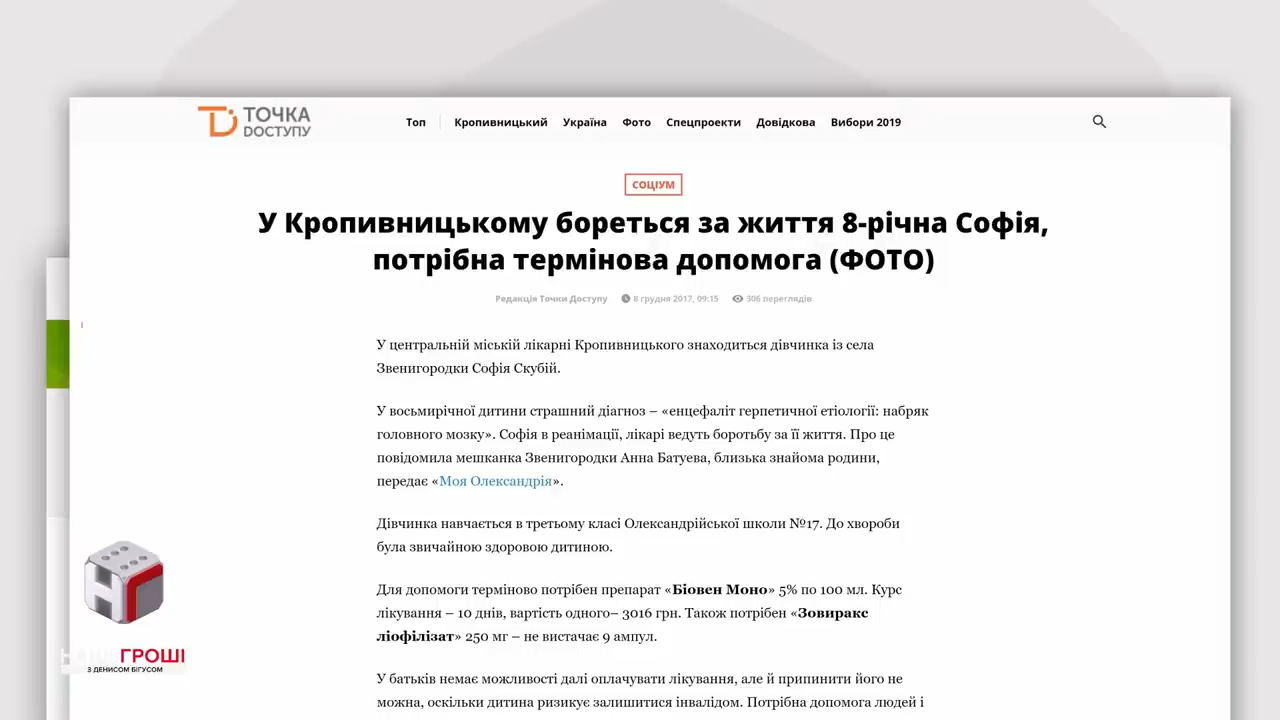 ТОЧКА
DОСТУПУ
Топ
Кропивницький
Україна
Фото
Спецпроекти
Довідкова
Вибори 2019
СОЦІУМ
У Кропивницькому бореться за життя 8-річна Софія,
потрібна термінова допомога (ФОТО)
Редакція Точки Доступу
8 грудня 2017, 09:15
306 переглядів
У центральній міській лікарні Кропивницького знаходиться дівчинка із села
Звенигородки Софія Скубій.
У восьмирічної дитини страшний діагноз – «енцефаліт герпетичної етіології: набряк
головного мозку». Софія в реанімації, лікарі ведуть боротьбу за її життя. Про це
повідомила мешканка Звенигородки Анна Батуева, близька знайома родини,
передає «Моя Олександрія».
Дівчинка навчається в третьому класі Олександрійської школи №17. До хвороби
була звичайною здоровою дитиною.
Для допомоги терміново потрібен препарат «Біовен Моно» 5% по 100 мл. Курс
лікування – 10 днів, вартість одного– 3016 грн. Також потрібен «Зовиракс
ліофілізат» 250 мг – не вистачає 9 ампул.
У батьків немає можливості далі оплачувати лікування, але й припинити його не
можна, оскільки дитина ризикує залишитися інвалідом. Потрібна допомога людей і
ГРОШІ
З ДЕНИСОМ БІГУСОМ